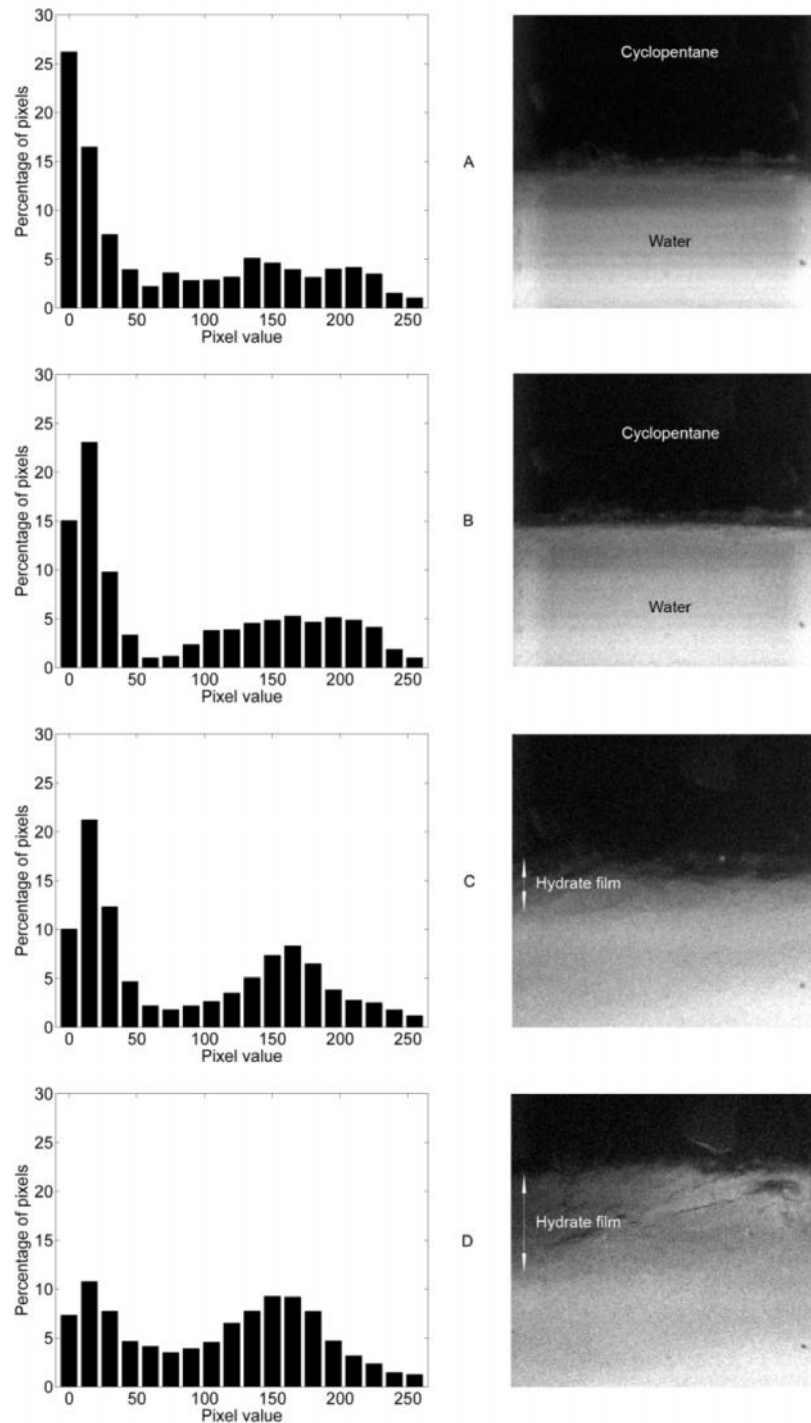 30
25
20
15
10
5
0
Percentage of pixels
0 50 100 150 200 250
Pixel value
A
Cyclopentane
Water
30
25
20
15
10
5
0
Percentage of pixels
0 50 100 150 200 250
Pixel value
B
Cyclopentane
Water
30
25
20
15
10
5
0
Percentage of pixels
0 50 100 150 200 250
Pixel value
C
Hydrate film
30
25
20
15
10
5
0
Percentage of pixels
0 50 100 150 200 250
Pixel value
D
Hydrate film